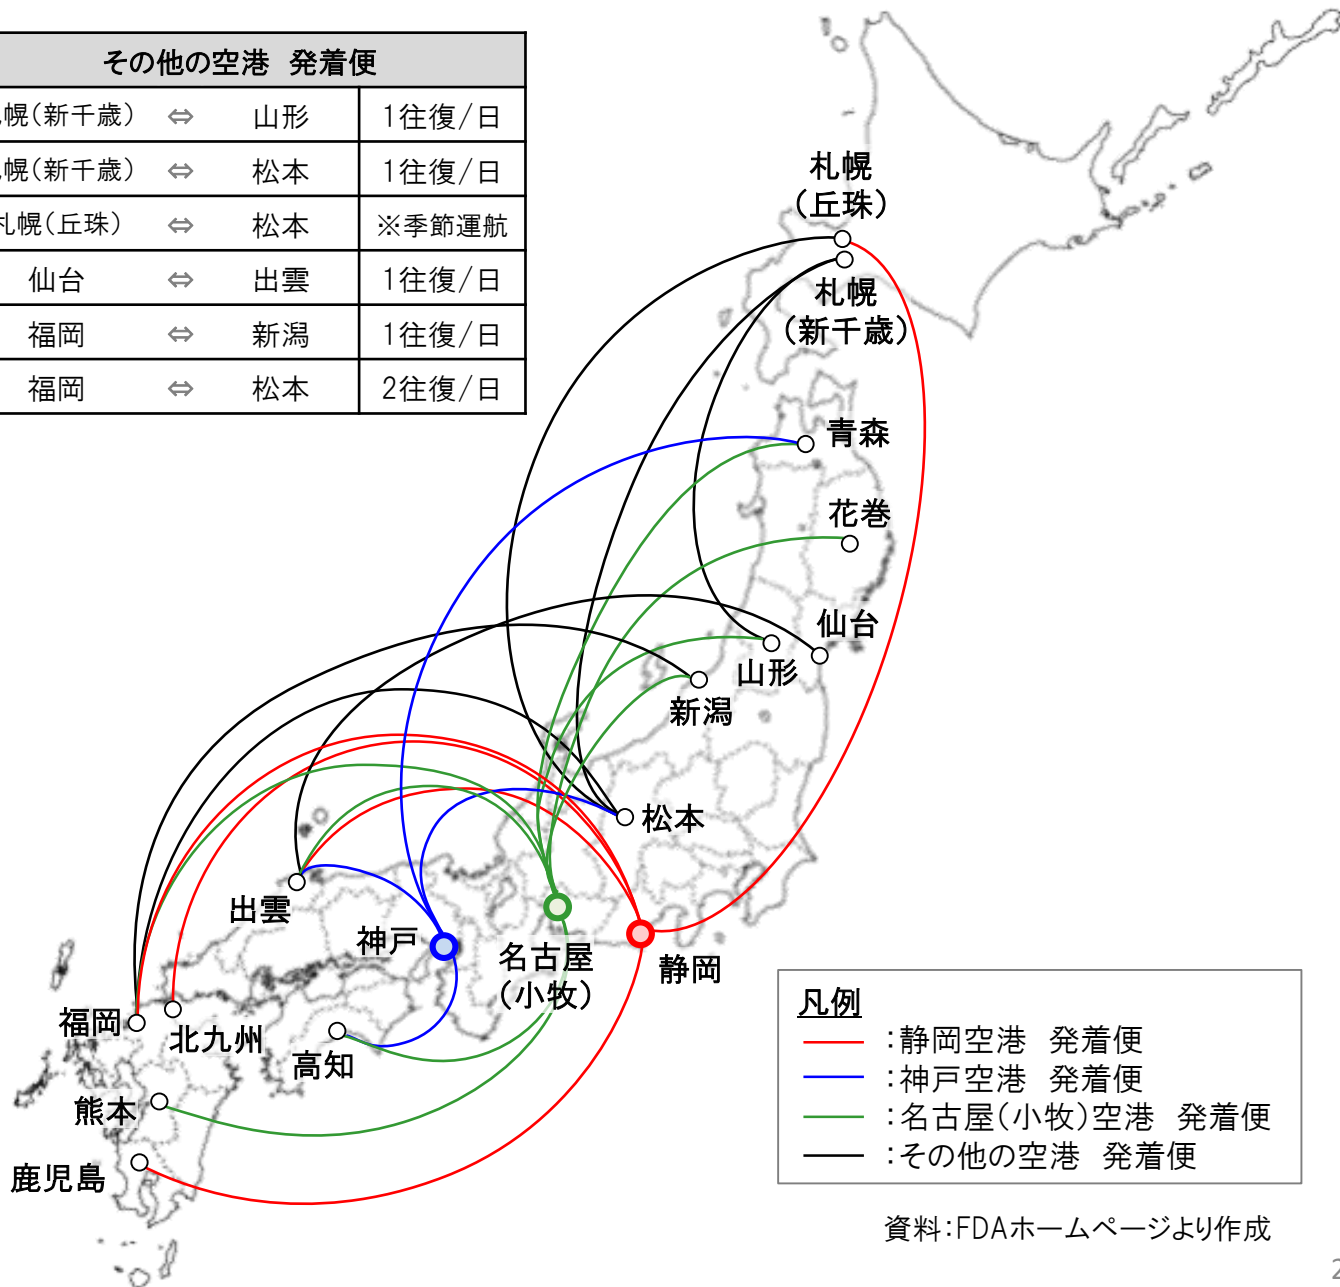 その他の空港 発着便
幌(新千歳) ⇔ 山形 1往復/日
幌(新千歳) ⇔ 松本 1往復/日
札幌(丘珠) ⇔ 松本 ※季節運航
仙台 ⇔ 出雲 1往復/日
福岡 ⇔ 新潟 1往復/日
福岡 ⇔ 松本 2往復/日
札幌
(丘珠)
札幌
(新千歳)
青森
花巻
仙台
山形
新潟
松本
出雲
神戸
名古屋
(小牧)
静岡
福岡
北九州
高知
熊本
鹿児島
凡例
:静岡空港 発着便
:神戸空港 発着便
:名古屋(小牧)空港 発着便
:その他の空港 発着便
資料:FDAホームページより作成
2